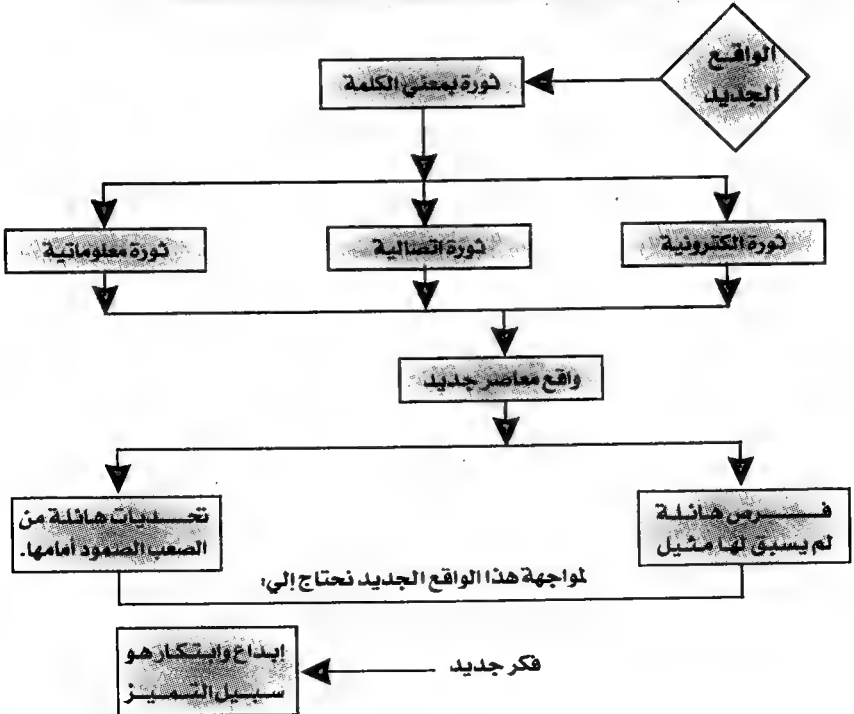 الواقع
الجديد
ثورة بمعنى الكلمة
ثورة الكترونية
ثورة اتصالية
ثورة معلوماتية
واقع معاصر جديد
فرص هائلة
لم يسبق لها مثيل
تحديات هائلة من
الصعب الصمود أمامها.
لمواجهة هذا الواقع الجديد نحتاج إلي:
فكر جديد
إبداع وابتكار هو
سبيل التميز